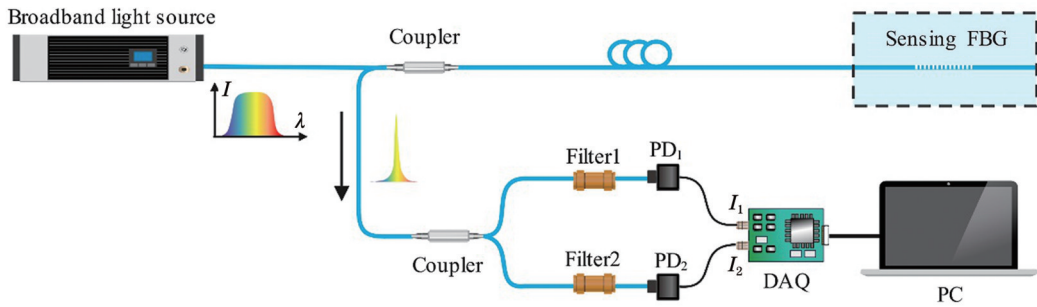 Broadband light source
Coupler
Sensing FBG
I
λ
Filter1
PD₁
I₁
Coupler
Filter2
PD₂
I₂
DAQ
PC